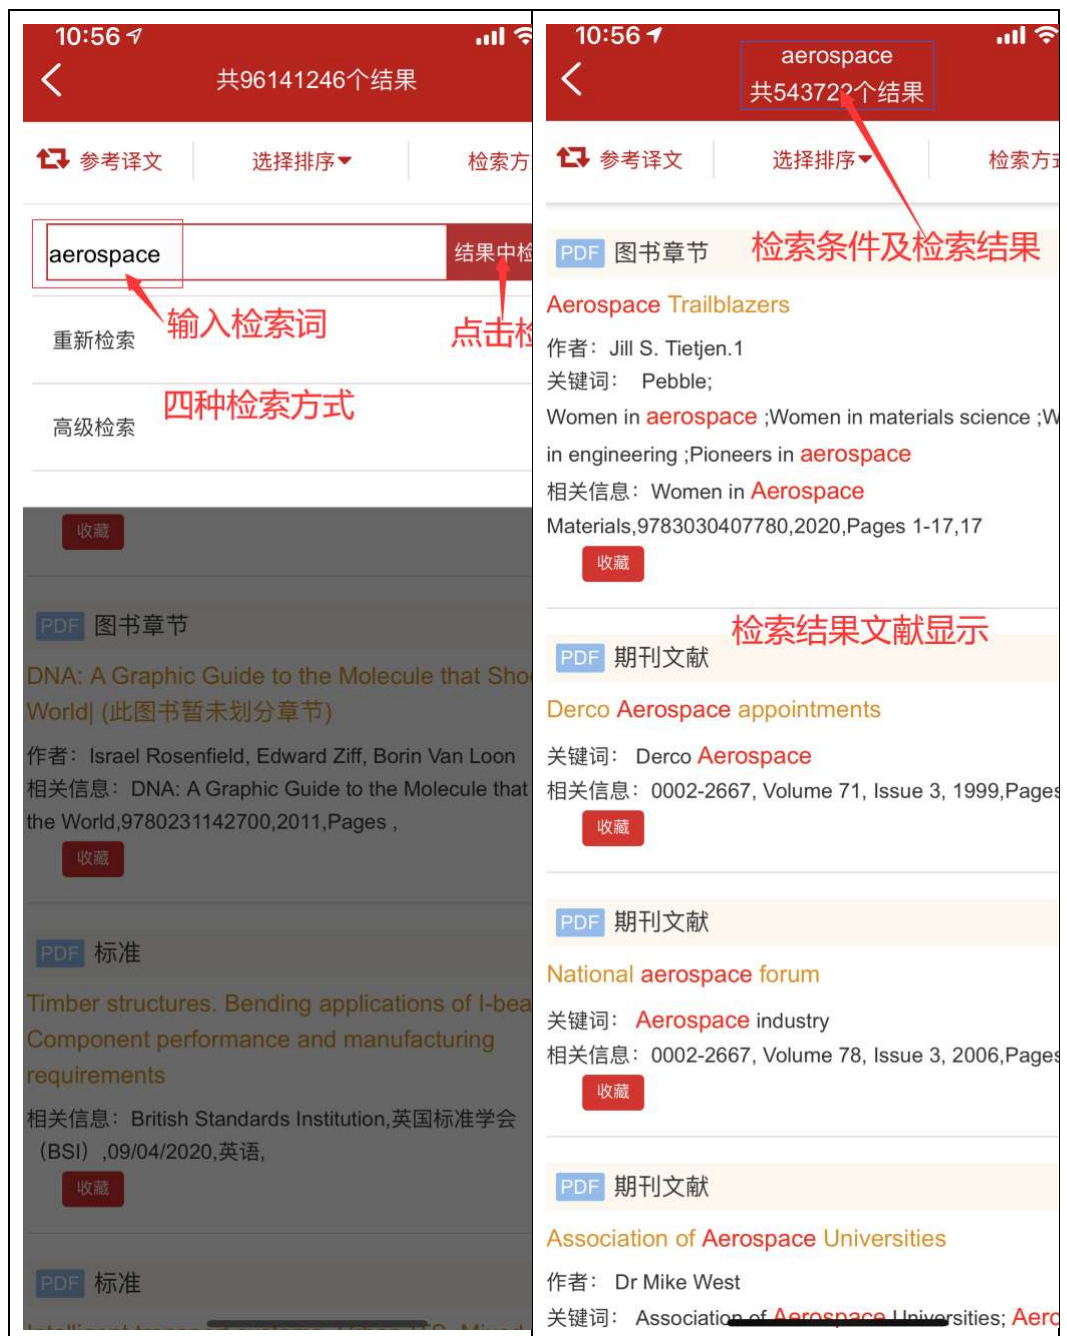 10:56
共96141246个结果
参考译文
选择排序
检索方
aerospace
结果中检
输入检索词
重新检索
点击检
四种检索方式
高级检索
收藏
PDF 图书章节
DNA: A Graphic Guide to the Molecule that Sho
World| (此图书暂未划分章节)
作者：Israel Rosenfield, Edward Ziff, Borin Van Loon
相关信息：DNA: A Graphic Guide to the Molecule that
the World,9780231142700,2011,Pages ,
收藏
PDF 标准
Timber structures. Bending applications of I-bea
Component performance and manufacturing
requirements
相关信息：British Standards Institution,英国标准学会
（BSI）,09/04/2020,英语,
收藏
PDF 标准
10:56
aerospace
共543722个结果
参考译文
选择排序
检索方式
PDF 图书章节
检索条件及检索结果
Aerospace Trailblazers
作者：Jill S. Tietjen.1
关键词： Pebble;
Women in aerospace ;Women in materials science ;W
in engineering ;Pioneers in aerospace
相关信息：Women in Aerospace
Materials,9783030407780,2020,Pages 1-17,17
收藏
检索结果文献显示
PDF 期刊文献
Derco Aerospace appointments
关键词： Derco Aerospace
相关信息：0002-2667, Volume 71, Issue 3, 1999,Pages
收藏
PDF 期刊文献
National aerospace forum
关键词： Aerospace industry
相关信息：0002-2667, Volume 78, Issue 3, 2006,Pages
收藏
PDF 期刊文献
Association of Aerospace Universities
作者： Dr Mike West
关键词： Association of Aerospace Universities; Aero